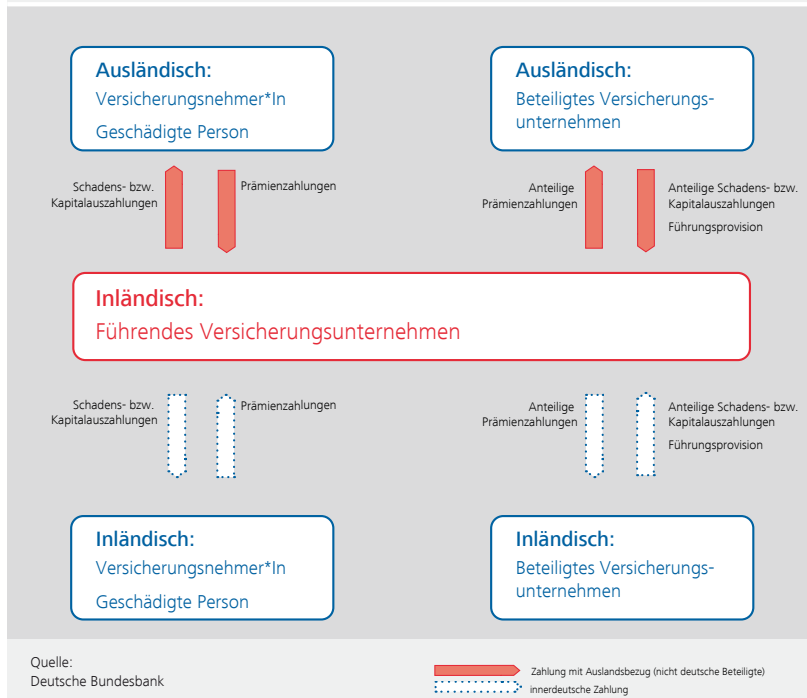 Ausländisch:
Versicherungsnehmer*In
Geschädigte Person
Ausländisch:
Beteiligtes Versicherungs-
unternehmen
Schadens- bzw.
Kapitalauszahlungen
Prämienzahlungen
Anteilige
Prämienzahlungen
Anteilige Schadens- bzw.
Kapitalauszahlungen
Führungsprovision
Inländisch:
Führendes Versicherungsunternehmen
Schadens- bzw.
Kapitalauszahlungen
Prämienzahlungen
Anteilige
Prämienzahlungen
Anteilige Schadens- bzw.
Kapitalauszahlungen
Führungsprovision
Inländisch:
Versicherungsnehmer*In
Geschädigte Person
Inländisch:
Beteiligtes Versicherungs-
unternehmen
Quelle:
Deutsche Bundesbank
Zahlung mit Auslandsbezug (nicht deutsche Beteiligte)
innerdeutsche Zahlung